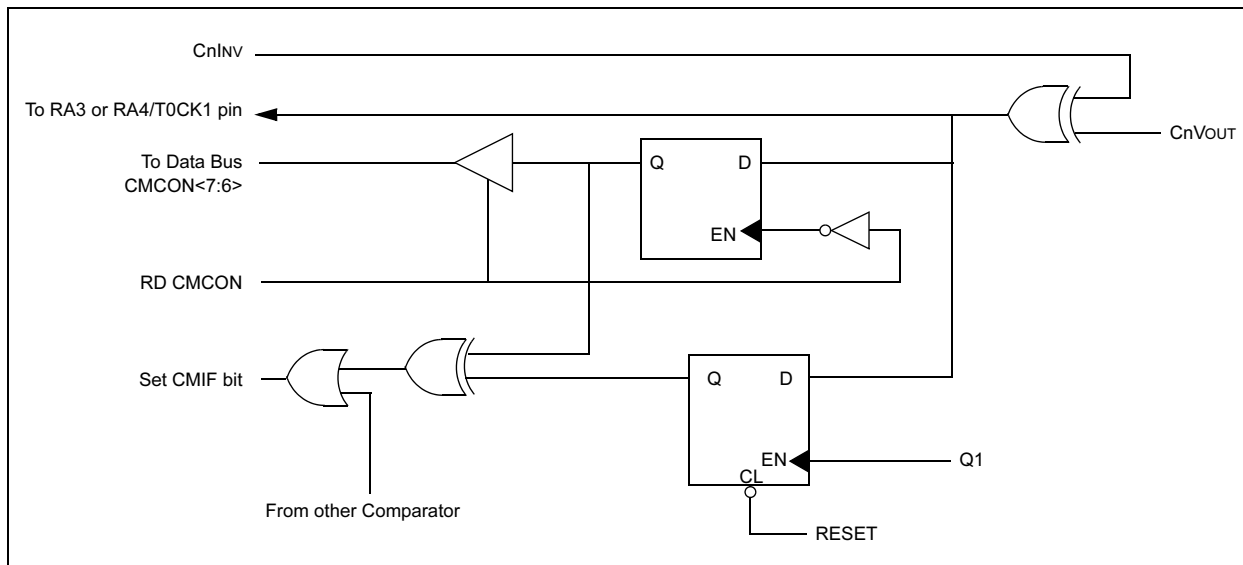 CnINV
To RA3 or RA4/T0CK1 pin
CnVOUT
To Data Bus
CMCON<7:6>
Q D
EN
RD CMCON
Set CMIF bit
Q D
EN
Q1
CL
From other Comparator
RESET